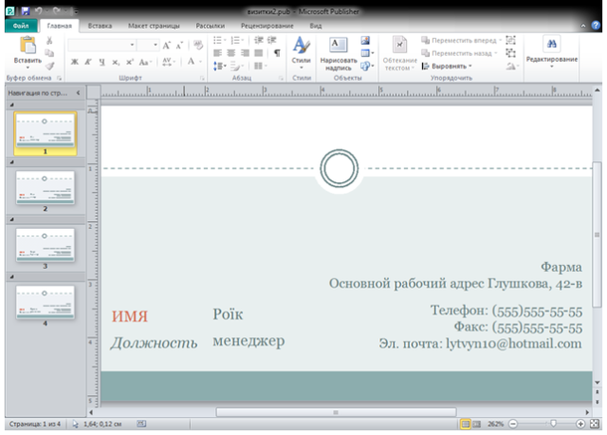 визитки2.pub - Microsoft Publisher
Файл Главная Вставка Макет страницы Рассылки Рецензирование Вид
Вставить
Ж К Ч
Aa
Стили
Нарисовать надпись
Обтекание текстом
Переместить вперед
Переместить назад
Выровнять
Редактирование
Буфер обмена Шрифт Абзац Стили Объекты Упорядочить
Навигация по стр...
1
2
3
4
Фарма
Основной рабочий адрес Глушкова, 42-в
ИМЯ Роїк
Телефон: (555)555-55-55
Факс: (555)555-55-55
Должность менеджер
Эл. почта: lytvyn10@hotmail.com
Страница: 1 из 4 1,64; 0,12 см 262%